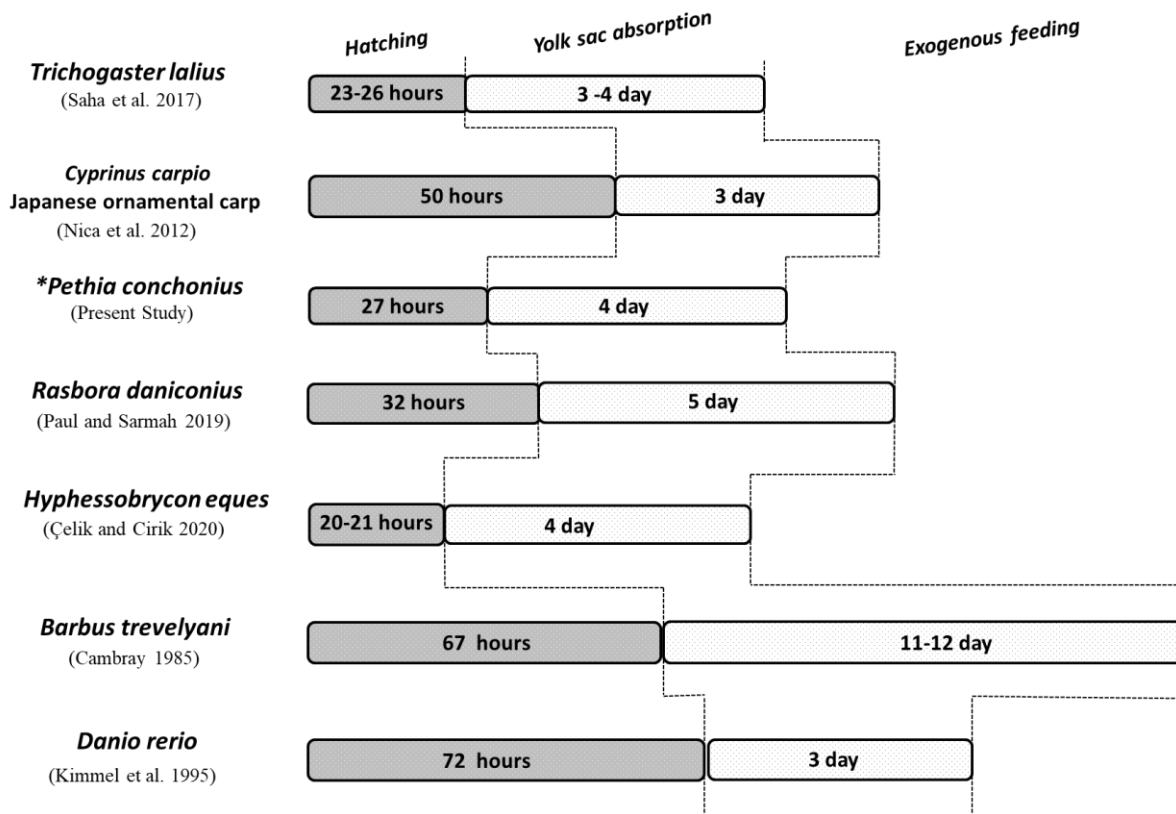 Hatching
Yolk sac absorption
Exogenous feeding
Trichogaster lalius
(Saha et al. 2017)
23-26 hours
3 -4 day
Cyprinus carpio
Japanese ornamental carp
(Nica et al. 2012)
50 hours
3 day
*Pethia conchonius
(Present Study)
27 hours
4 day
Rasbora daniconius
(Paul and Sarmah 2019)
32 hours
5 day
Hyphessobrycon eques
(Çelik and Cirik 2020)
20-21 hours
4 day
Barbus trevelyani
(Cambray 1985)
67 hours
11-12 day
Danio rerio
(Kimmel et al. 1995)
72 hours
3 day